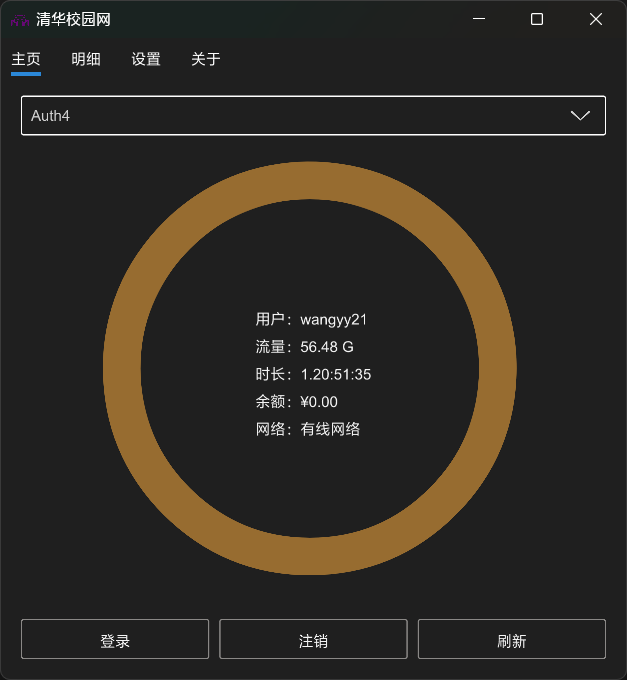 清华校园网
主页 明细 设置 关于
Auth4
用户：wangyy21
流量：56.48 G
时长：1.20:51:35
余额：¥0.00
网络：有线网络
登录 注销 刷新